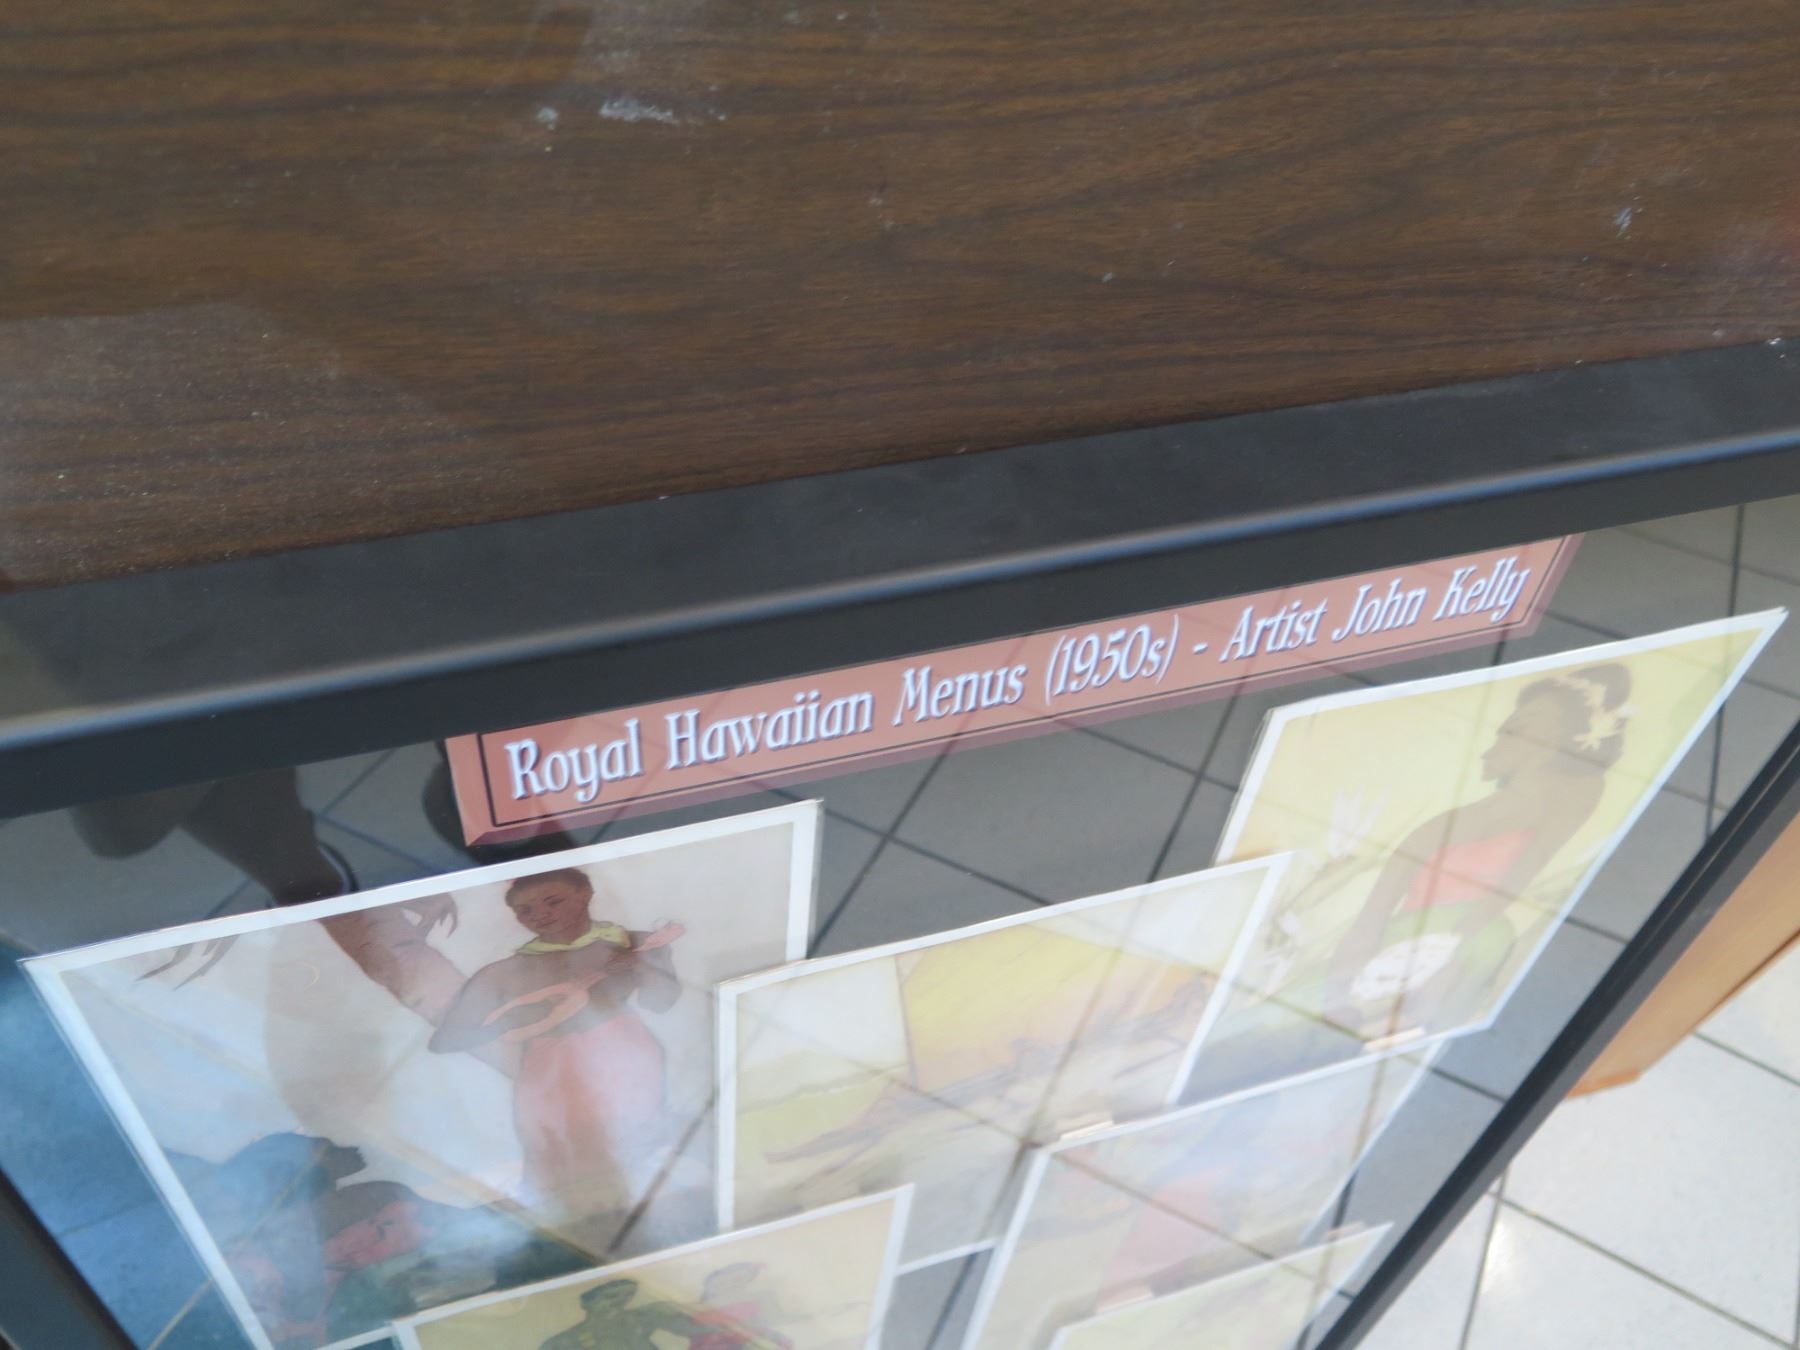 Royal Hawaiian Menus (1950s) - Artist John Kelly